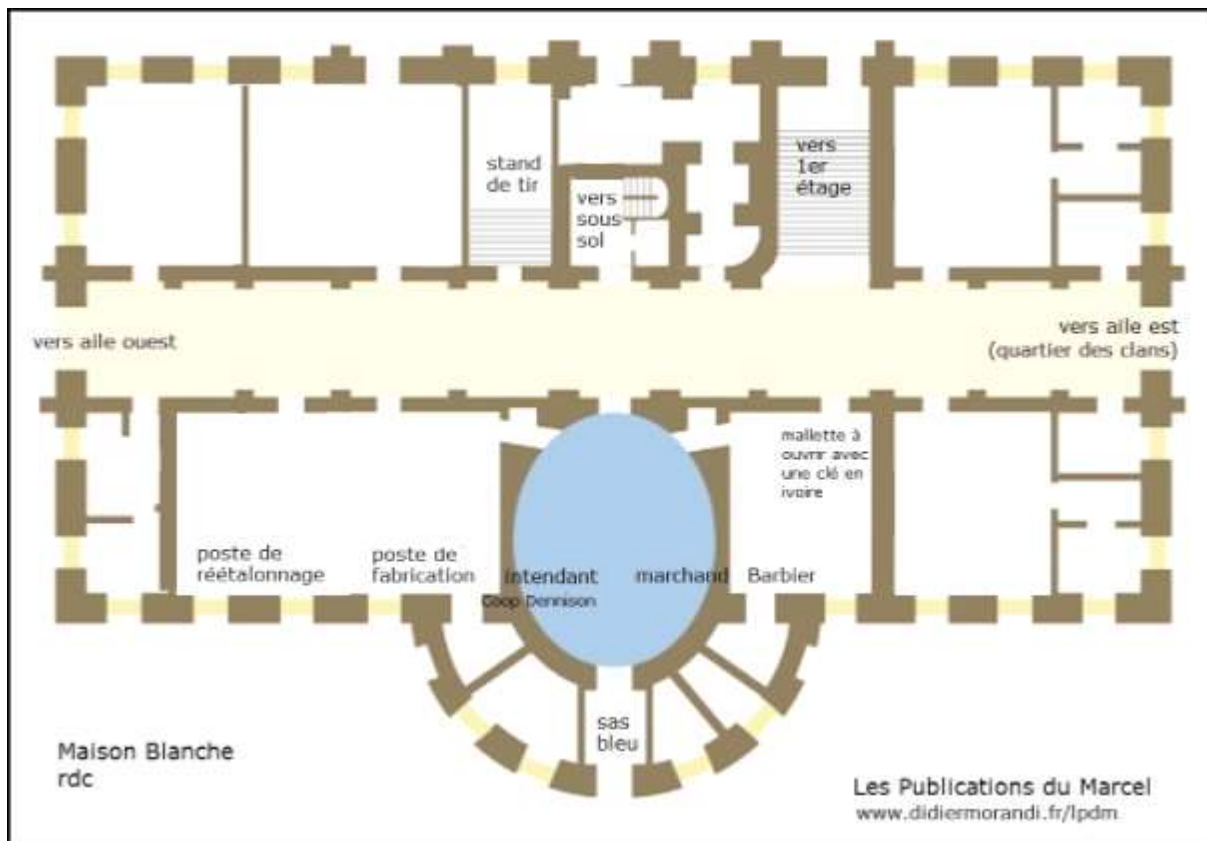 stand
de tir
vers
sous
sol
vers
1er
étage
vers aile ouest
vers aile est
(quartier des clans)
mallette à
ouvrir avec
une clé en
ivoire
poste de
réétalonnage
poste de
fabrication
intendant
Coop Dennison
marchand
Barbier
sas
bleu
Maison Blanche
rdc
Les Publications du Marcel
www.didiermorandi.fr/lpdm